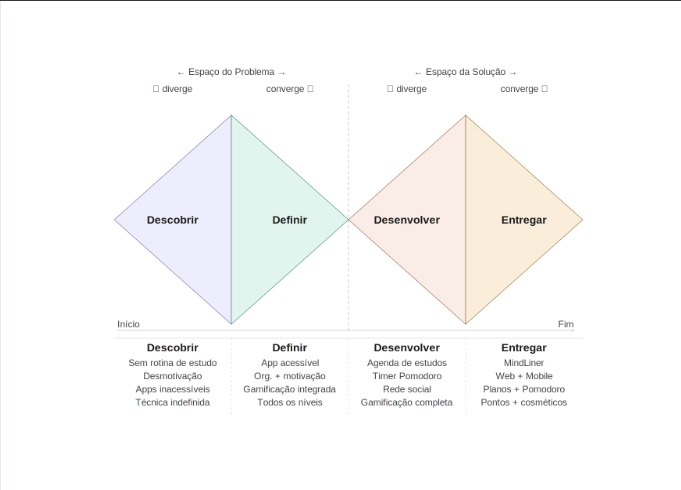 ← Espaço do Problema → ← Espaço da Solução →
□ diverge converge □ □ diverge converge □
Descobrir Definir Desenvolver Entregar
Início Fim
Descobrir Definir Desenvolver Entregar
Sem rotina de estudo App acessível Agenda de estudos MindLiner
Desmotivação Org. + motivação Timer Pomodoro Web + Mobile
Apps inacessíveis Gamificação integrada Rede social Planos + Pomodoro
Técnica indefinida Todos os níveis Gamificação completa Pontos + cosméticos